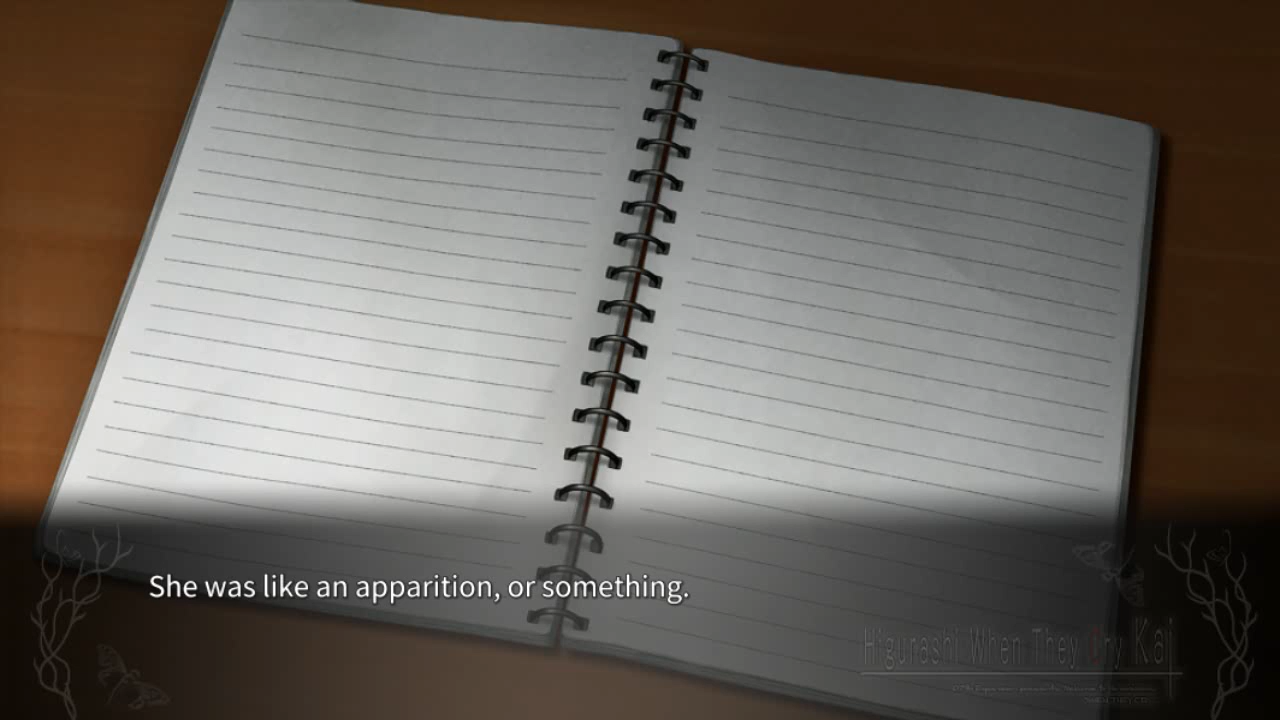 She was like an apparition, or something.
Higurashi When They Cry Kai